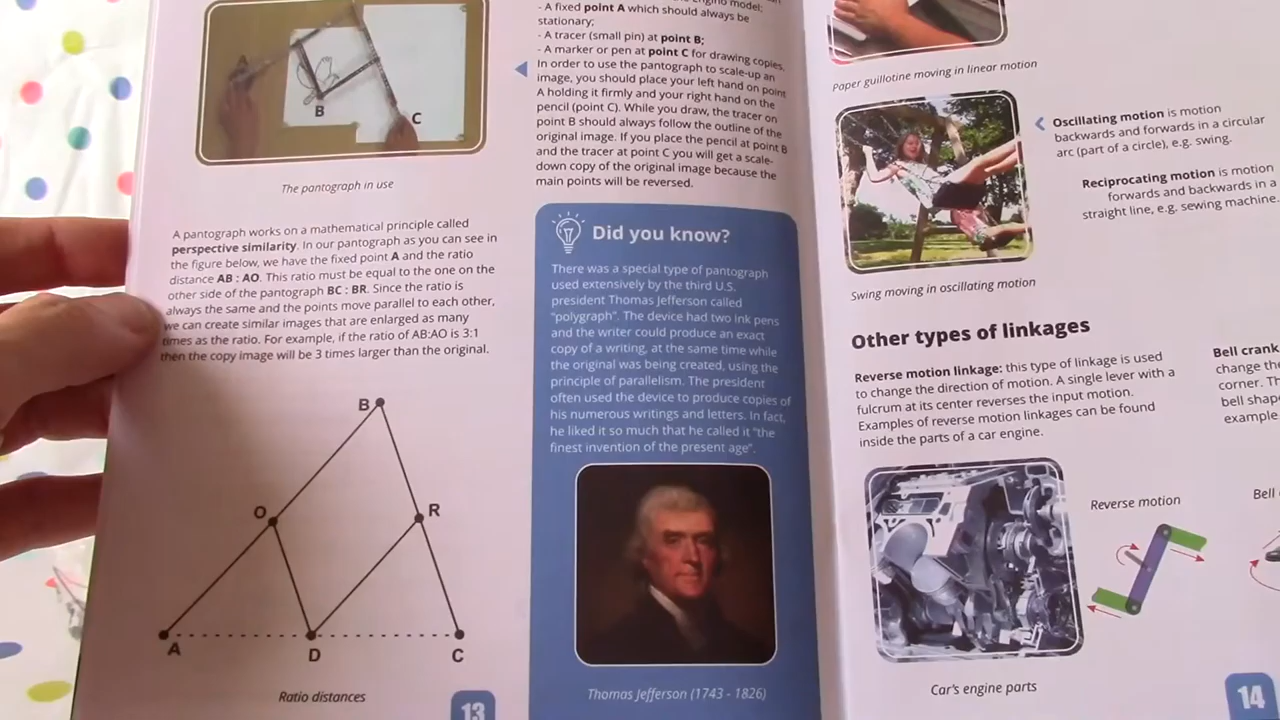 B
C
The pantograph in use
A pantograph works on a mathematical principle called
perspective similarity. In our pantograph as you can see in
the figure below, we have the fixed point A and the ratio
distance AB : AO. This ratio must be equal to the one on the
other side of the pantograph BC : BR. Since the ratio is
always the same and the points move parallel to each other,
we can create similar images that are enlarged as many
times as the ratio. For example, if the ratio of AB:AO is 3:1
then the copy image will be 3 times larger than the original.
B
O
R
A
D
C
Ratio distances
13
model:
- A fixed point A which should always be
stationary;
- A tracer (small pin) at point B;
- A marker or pen at point C for drawing copies.
In order to use the pantograph to scale-up an
image, you should place your left hand on point
A holding it firmly and your right hand on the
pencil (point C). While you draw, the tracer on
point B should always follow the outline of the
original image. If you place the pencil at point B
and the tracer at point C you will get a scale-
down copy of the original image because the
main points will be reversed.
Did you know?
There was a special type of pantograph
used extensively by the third U.S.
president Thomas Jefferson called
"polygraph". The device had two ink pens
and the writer could produce an exact
copy of a writing, at the same time while
the original was being created, using the
principle of parallelism. The president
often used the device to produce copies of
his numerous writings and letters. In fact,
he liked it so much that he called it "the
finest invention of the present age".
Thomas Jefferson (1743 - 1826)
Paper guillotine moving in linear motion
Oscillating motion is motion
backwards and forwards in a circular
arc (part of a circle), e.g. swing.
Reciprocating motion is motion
forwards and backwards in a
straight line, e.g. sewing machine.
Swing moving in oscillating motion
Other types of linkages
Reverse motion linkage: this type of linkage is used
to change the direction of motion. A single lever with a
fulcrum at its center reverses the input motion.
Examples of reverse motion linkages can be found
inside the parts of a car engine.
Car's engine parts
Reverse motion
Bell crank
change the
corner. Th
bell shap
example
Bell
14